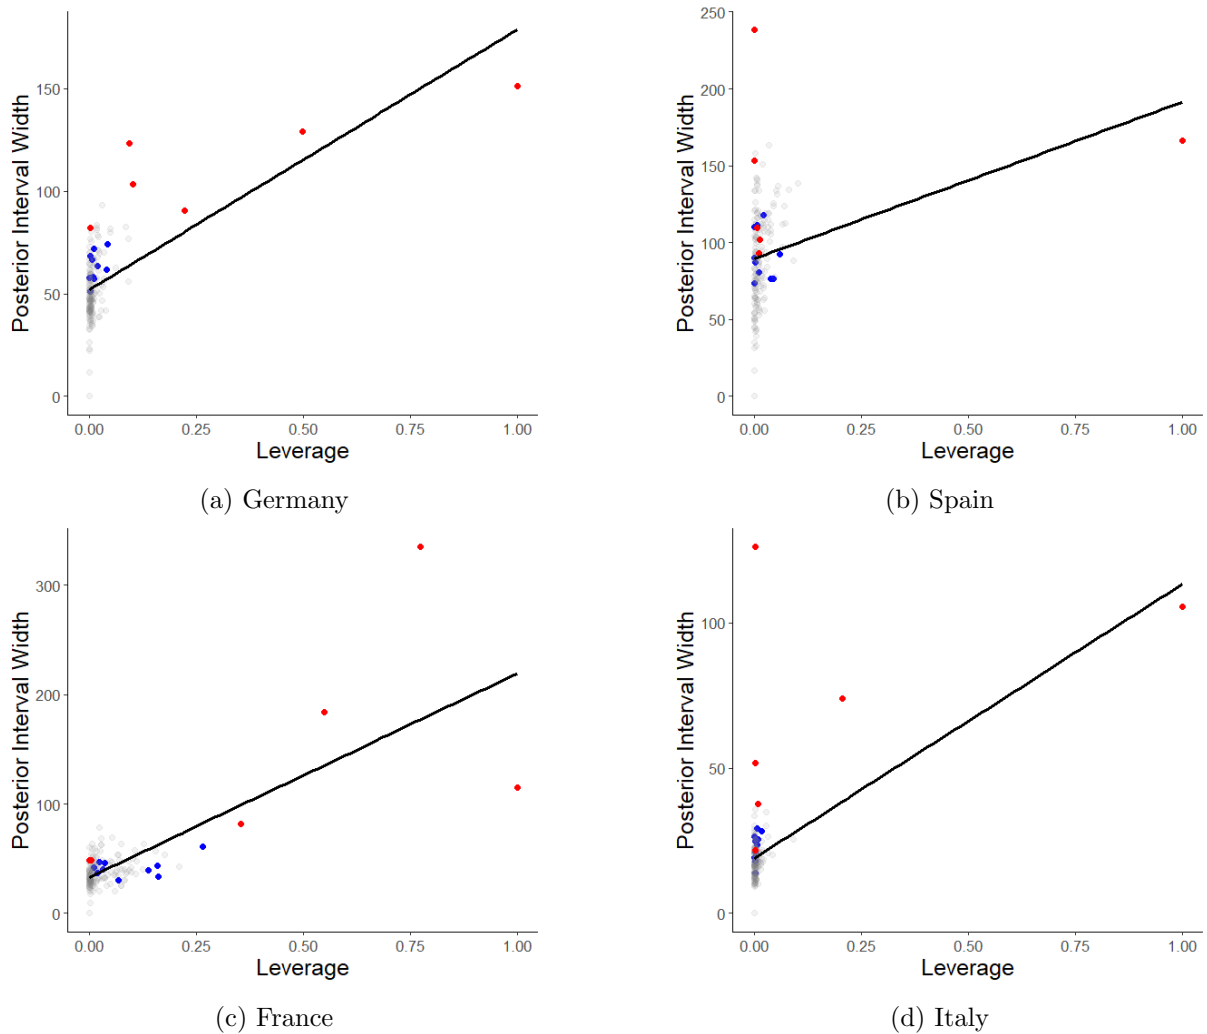 150
100
50
0
Posterior Interval Width
0.00 0.25 0.50 0.75 1.00
Leverage
(a) Germany
250
200
150
100
50
0
Posterior Interval Width
0.00 0.25 0.50 0.75 1.00
Leverage
(b) Spain
300
200
100
0
Posterior Interval Width
0.00 0.25 0.50 0.75 1.00
Leverage
(c) France
100
50
0
Posterior Interval Width
0.00 0.25 0.50 0.75 1.00
Leverage
(d) Italy